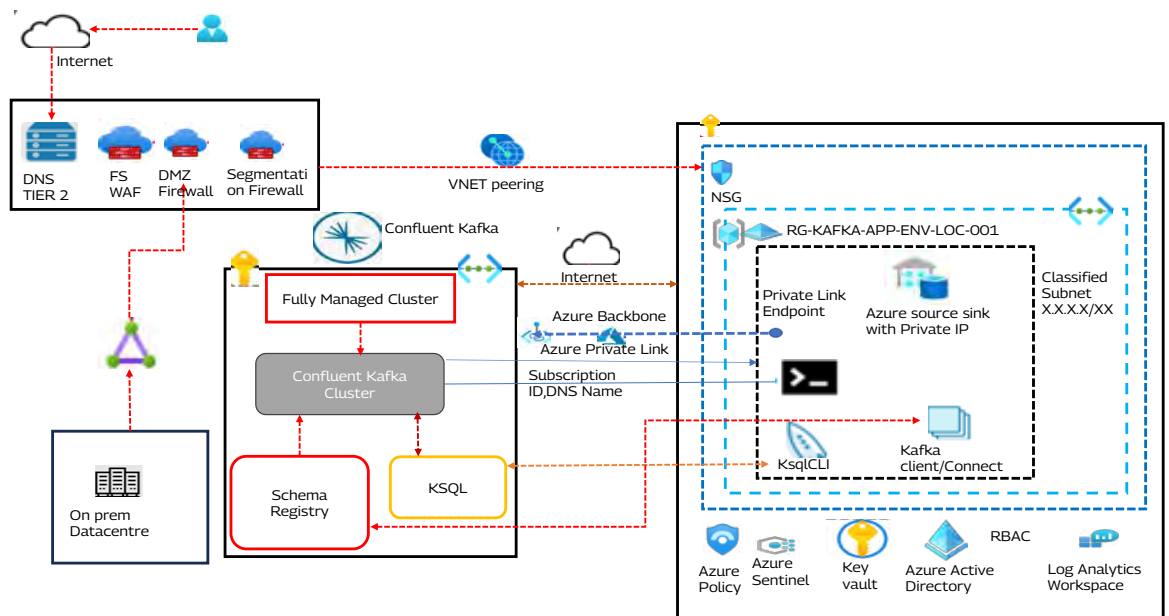 Internet
DNS
TIER 2
FS
WAF
DMZ
Firewall
Segmentati
on Firewall
VNET peering
NSG
RG-KAFKA-APP-ENV-LOC-001
Confluent Kafka
Internet
Fully Managed Cluster
Private Link
Endpoint
Azure source sink
with Private IP
Classified
Subnet
X.X.X.X/XX
Azure Backbone
Azure Private Link
Confluent Kafka
Cluster
Subscription
ID,DNS Name
On prem
Datacentre
Schema
Registry
KSQL
KsqlCLI
Kafka
client/Connect
Azure
Policy
Azure
Sentinel
Key
vault
Azure Active
Directory
RBAC
Log Analytics
Workspace